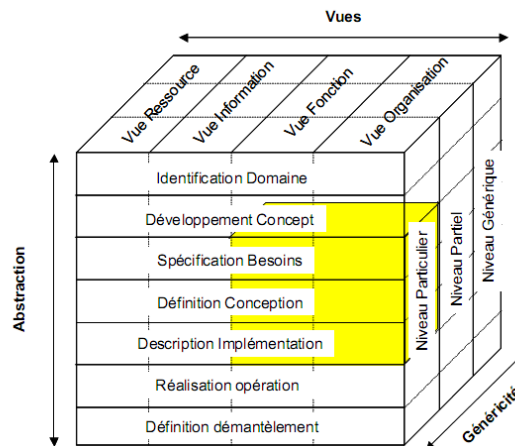 Vues
Vue Ressource
Vue Information
Vue Fonction
Vue Organisation
Abstraction
Identification Domaine
Développement Concept
Spécification Besoins
Définition Conception
Description Implémentation
Réalisation opération
Définition démantèlement
Niveau Particulier
Niveau Partiel
Niveau Générique
Généricité